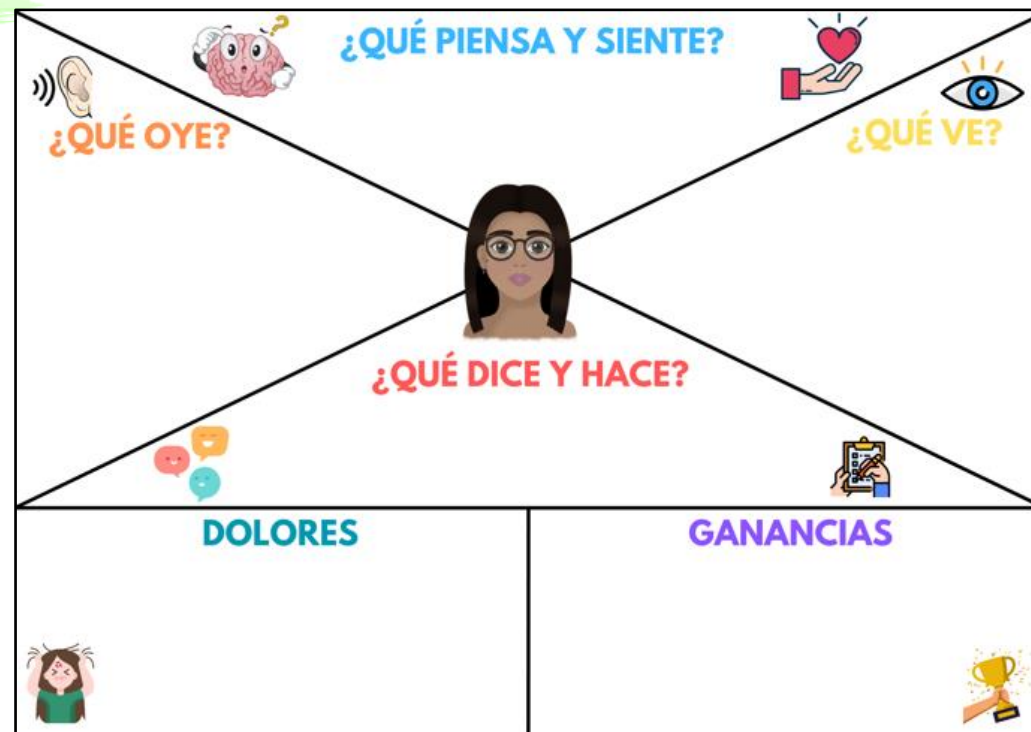 ¿QUÉ PIENSA Y SIENTE?
¿QUÉ OYE?
¿QUÉ VE?
¿QUÉ DICE Y HACE?
DOLORES
GANANCIAS